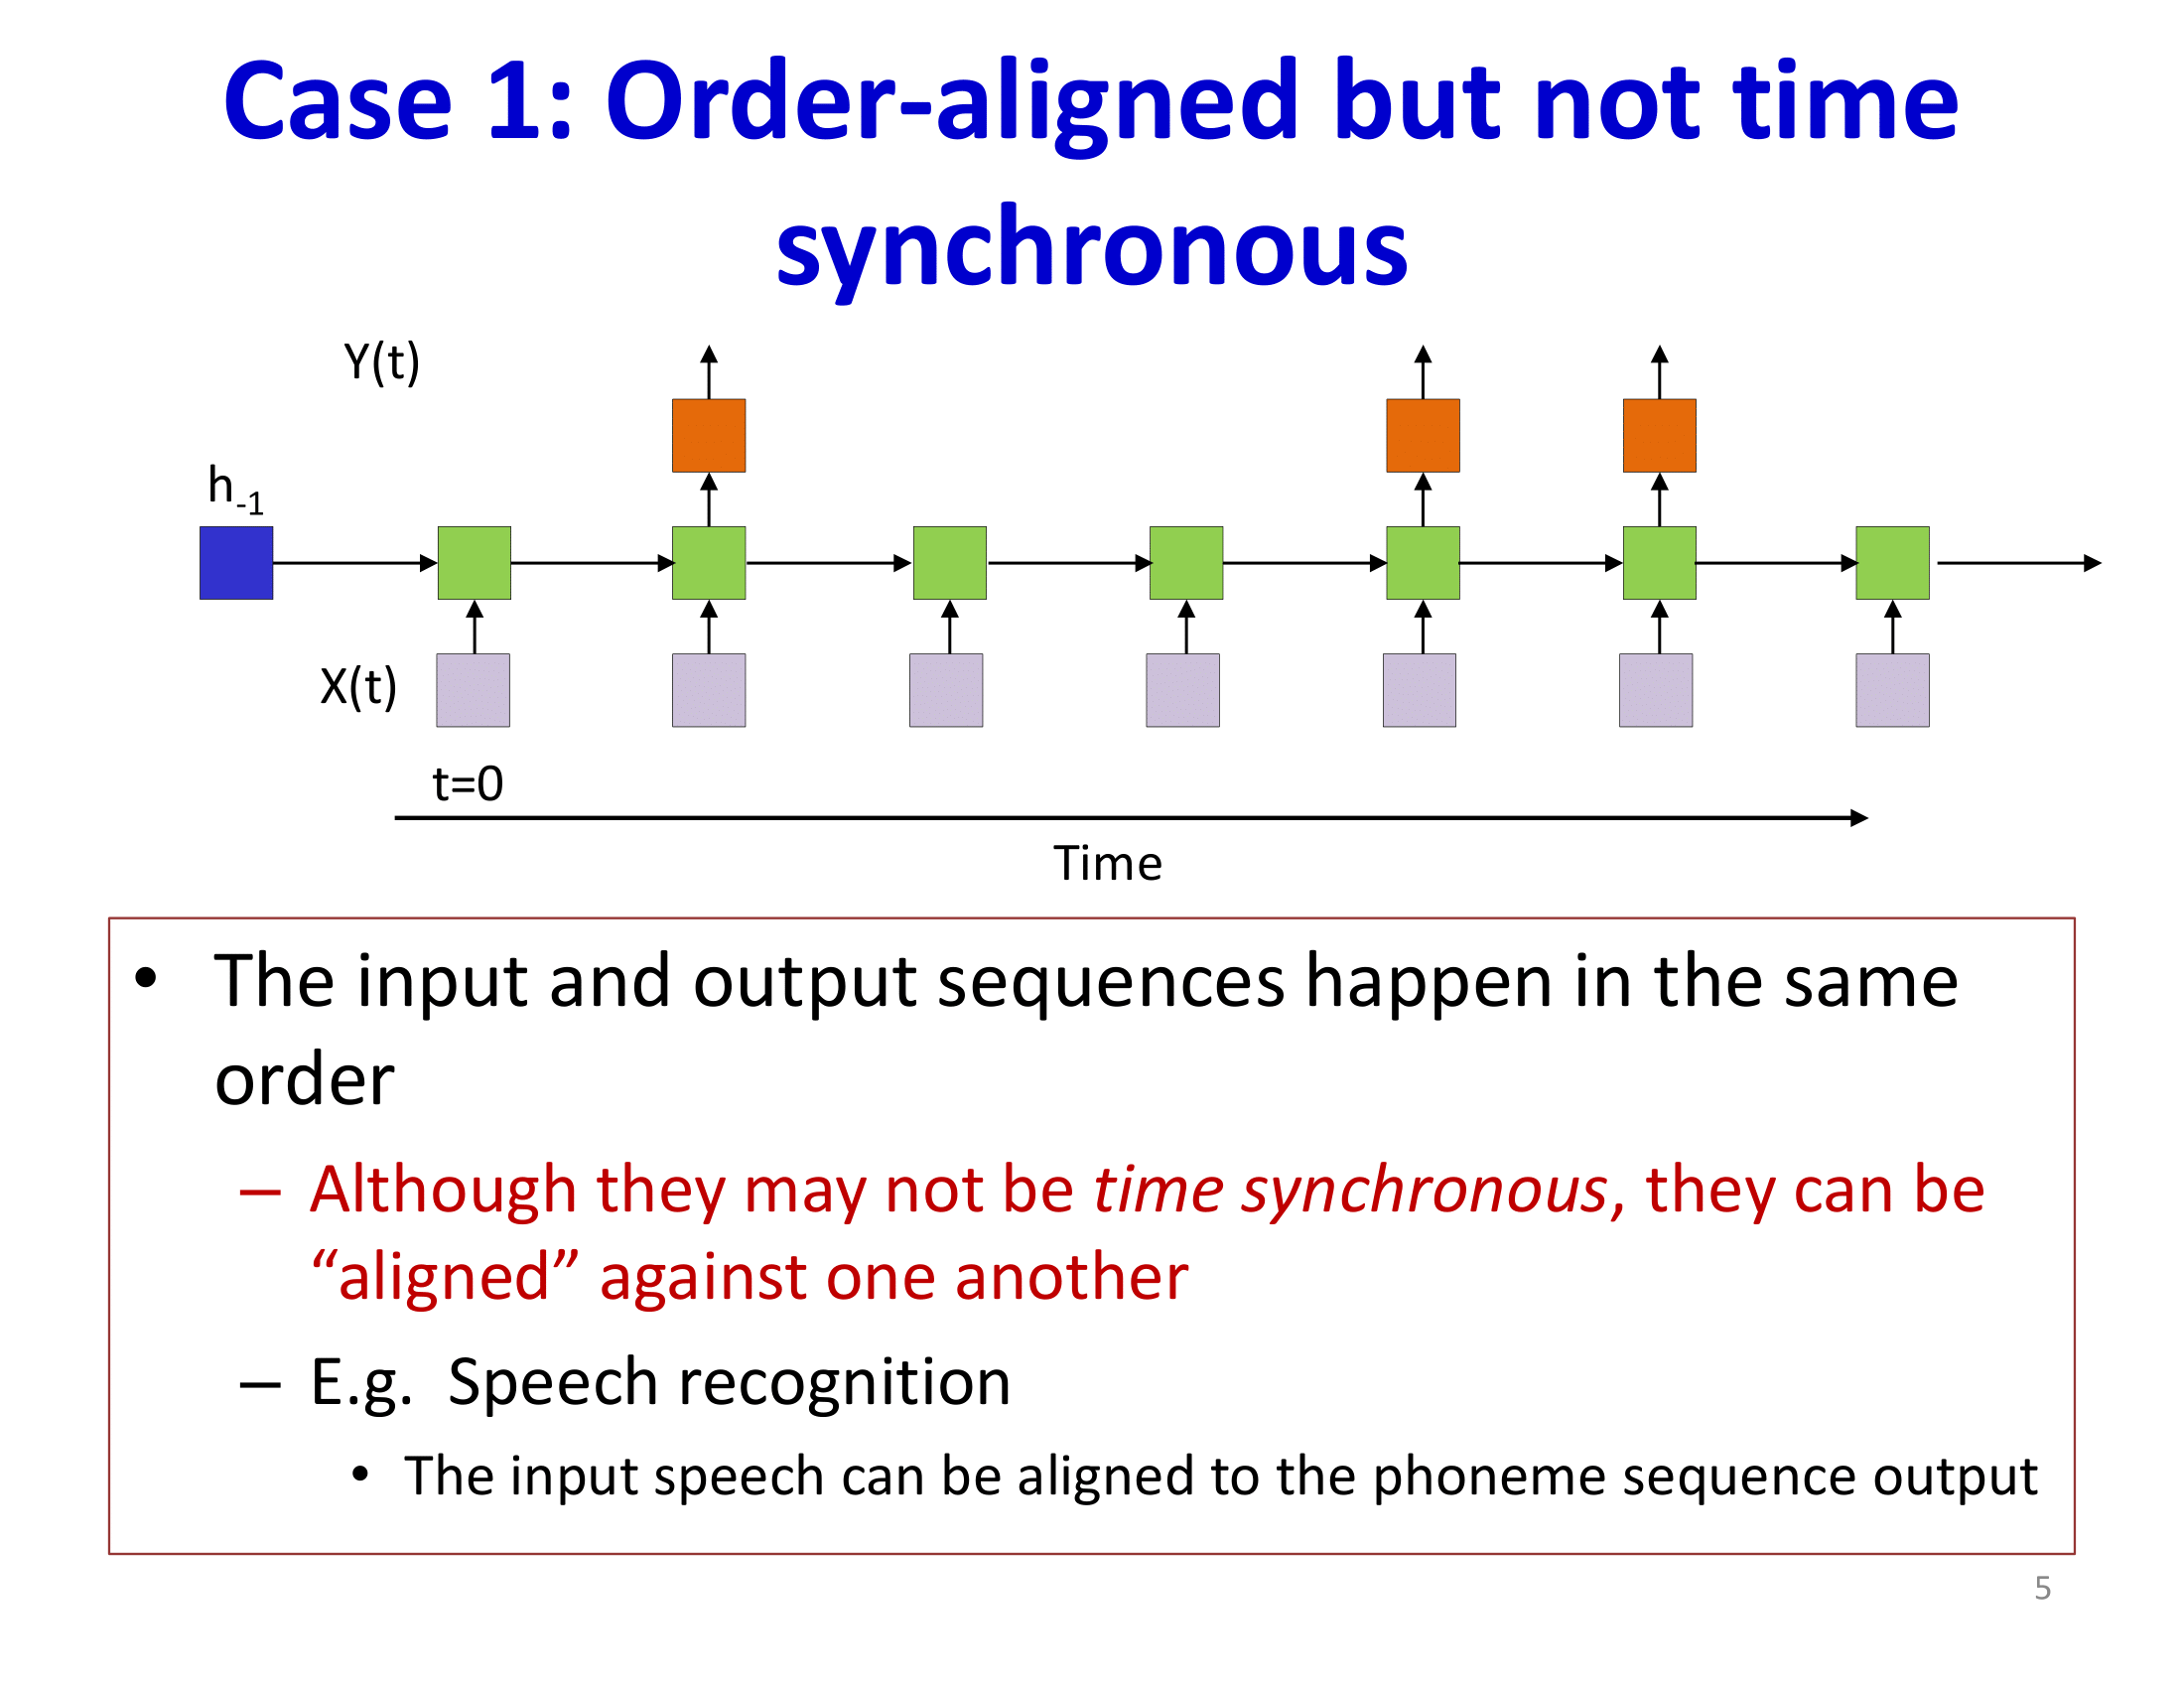 Case 1: Order-aligned but not time
synchronous
Y(t)
h-1
X(t)
t=0
Time
• The input and output sequences happen in the same
order
– Although they may not be time synchronous, they can be
“aligned” against one another
– E.g. Speech recognition
• The input speech can be aligned to the phoneme sequence output
5